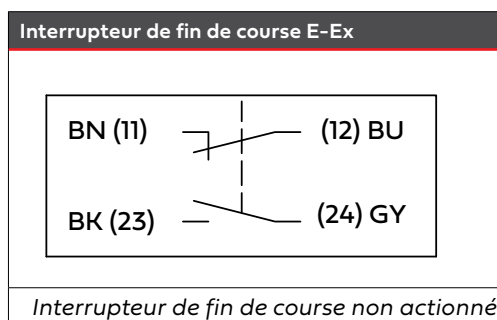 Interrupteur de fin de course E-Ex
BN (11) (12) BU
BK (23) (24) GY
Interrupteur de fin de course non actionné